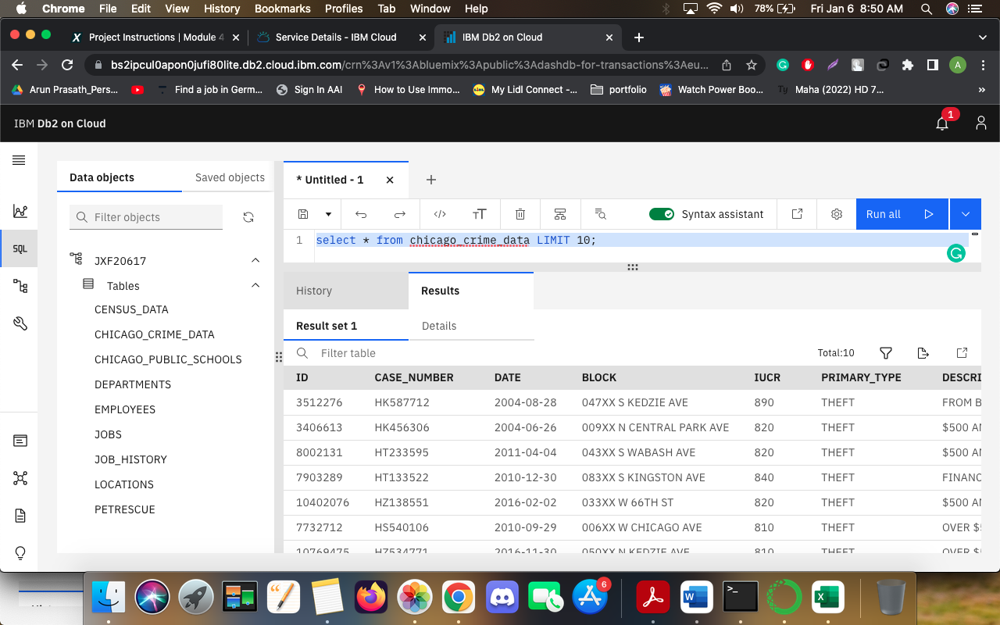 Chrome File Edit View History Bookmarks Profiles Tab Window Help 78% Fri Jan 6 8:50 AM
Project Instructions | Module 4 Service Details - IBM Cloud IBM Db2 on Cloud
bs2ipcul0apon0jufi80lite.db2.cloud.ibm.com/crn%3Av1%3Abluemix%3Apublic%3Adashdb-for-transactions%3Aeu... A
Arun Prasath_Pers... Find a job in Germ... Sign In AAI How to Use Immo... My Lidl Connect -... portfolio Watch Power Boo... Maha (2022) HD 7... »
IBM Db2 on Cloud 1
Data objects Saved objects
* Untitled - 1
Filter objects
Syntax assistant Run all
SQL
1 select * from chicago_crime_data LIMIT 10;
JXF20617
Tables
CENSUS_DATA
CHICAGO_CRIME_DATA
CHICAGO_PUBLIC_SCHOOLS
DEPARTMENTS
EMPLOYEES
JOBS
JOB_HISTORY
LOCATIONS
PETRESCUE
History Results
Result set 1 Details
Filter table Total:10
ID CASE_NUMBER DATE BLOCK IUCR PRIMARY_TYPE DESCRI
3512276 HK587712 2004-08-28 047XX S KEDZIE AVE 890 THEFT FROM B
3406613 HK456306 2004-06-26 009XX N CENTRAL PARK AVE 820 THEFT $500 A
8002131 HT233595 2011-04-04 043XX S WABASH AVE 820 THEFT $500 A
7903289 HT133522 2010-12-30 083XX S KINGSTON AVE 840 THEFT FINANC
10402076 HZ138551 2016-02-02 033XX W 66TH ST 820 THEFT $500 A
7732712 HS540106 2010-09-29 006XX W CHICAGO AVE 810 THEFT OVER $5
10769475 HZ534771 2016-11-30 050XX N KEDZIE AVE 810 THEFT OVER $5
6